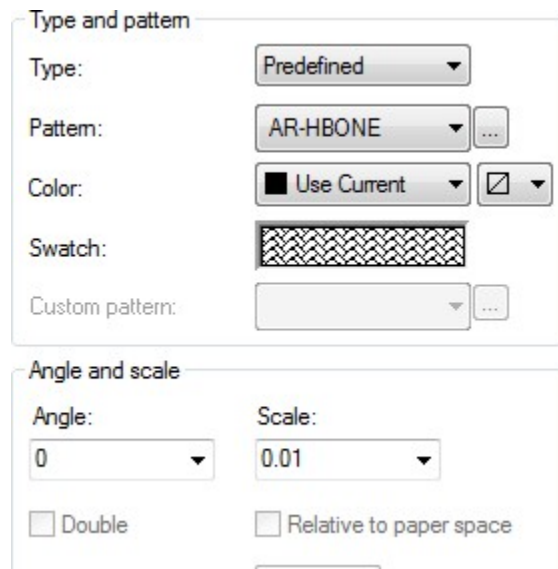 Type and pattern
Type: Predefined
Pattern: AR-HBONE ...
Color: Use Current
Swatch:
Custom pattern: ...
Angle and scale
Angle: Scale:
0 0.01
Double Relative to paper space